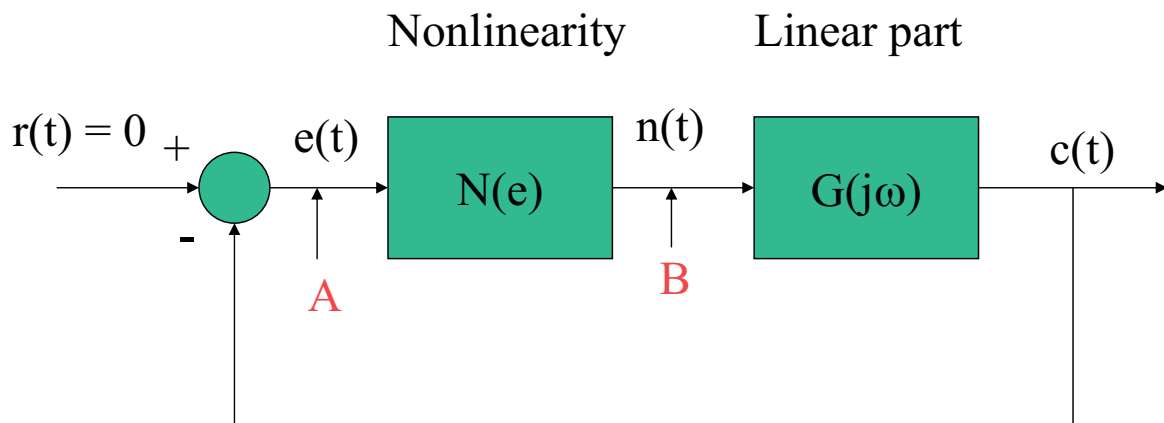 Nonlinearity Linear part
r(t) = 0 + e(t) n(t) c(t)
N(e) G(jω)
-
A B